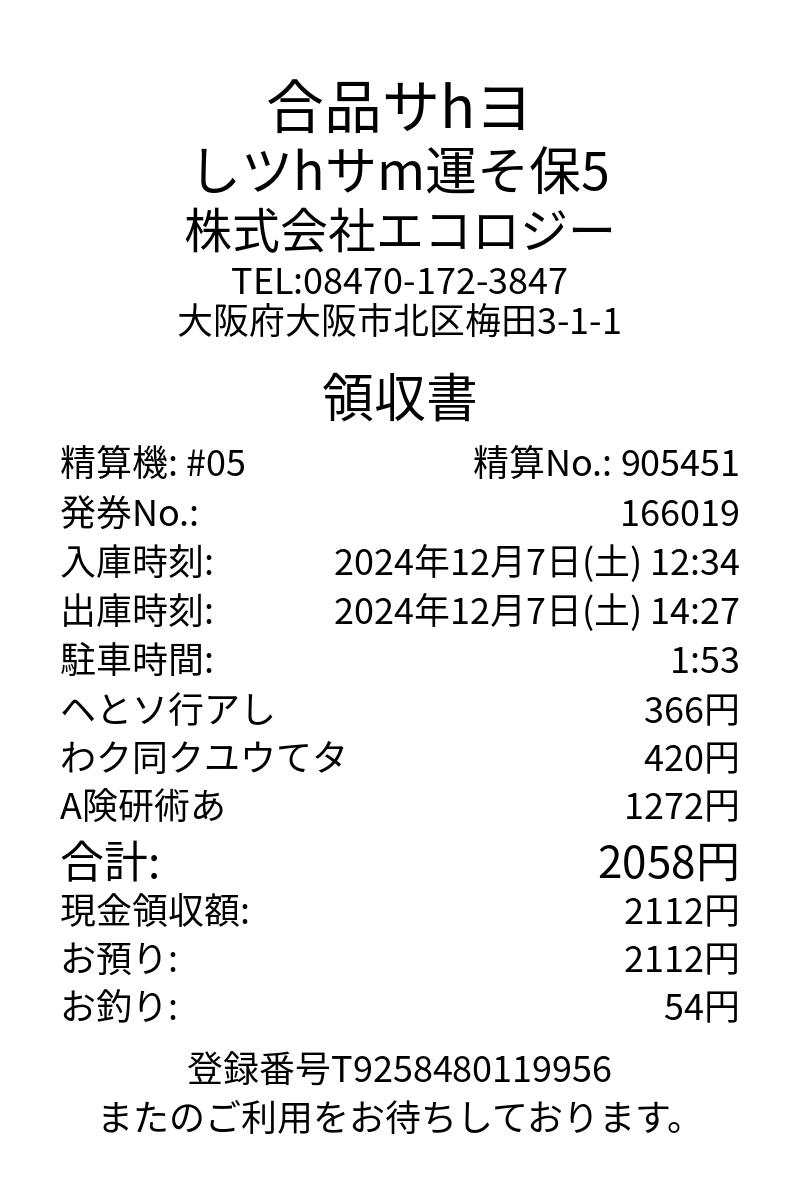 合品サhヨ
しツhサm運そ保5
株式会社エコロジー
TEL:08470-172-3847
大阪府大阪市北区梅田3-1-1
領収書
精算機: #05 精算No.: 905451
発券No.: 166019
入庫時刻: 2024年12月7日(土) 12:34
出庫時刻: 2024年12月7日(土) 14:27
駐車時間: 1:53
へとソ行アし 366円
わク同クユウてタ 420円
A険研術あ 1272円
合計: 2058円
現金領収額: 2112円
お預り: 2112円
お釣り: 54円
登録番号T9258480119956
またのご利用をお待ちしております。